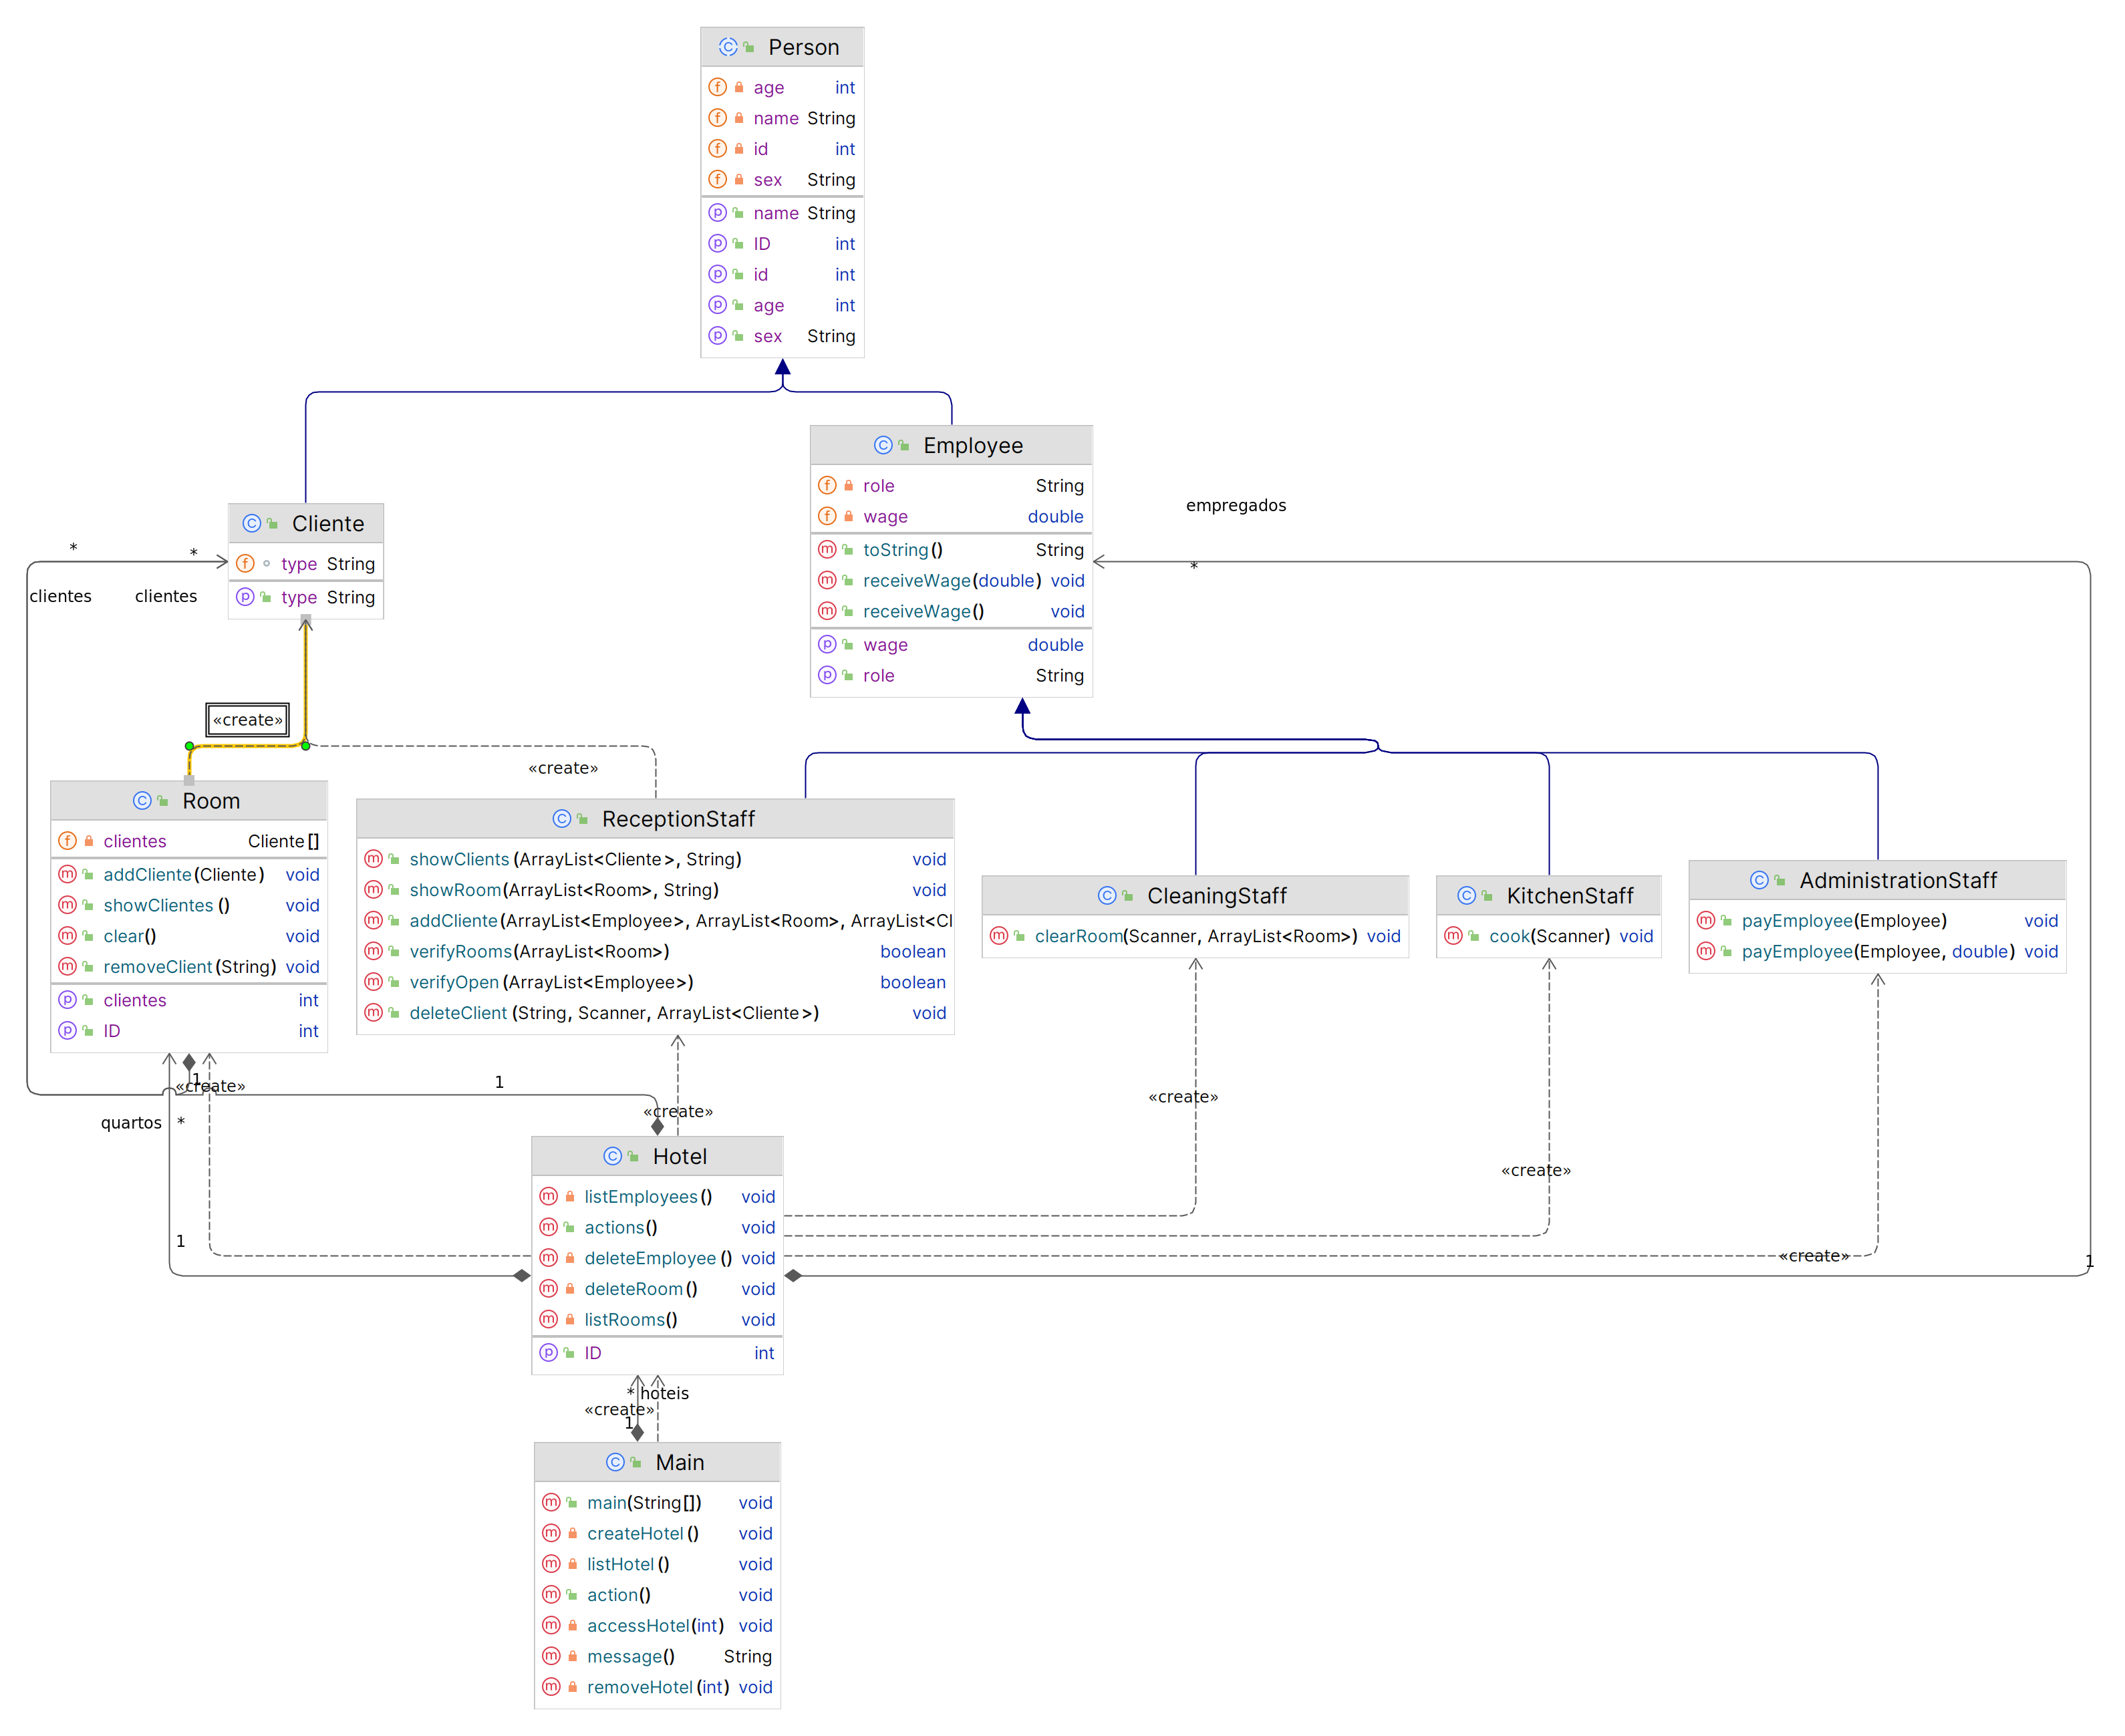 Person
age int
name String
id int
sex String
name String
ID int
id int
age int
sex String
Employee
role String
wage double
toString() String
receiveWage(double) void
receiveWage() void
wage double
role String
empregados
*
Cliente
type String
type String
* *
clientes clientes
«create»
«create»
Room
clientes Cliente[]
addCliente(Cliente) void
showClientes() void
clear() void
removeClient(String) void
clientes int
ID int
ReceptionStaff
showClients(ArrayList<Cliente>, String) void
showRoom(ArrayList<Room>, String) void
addCliente(ArrayList<Employee>, ArrayList<Room>, ArrayList<Cl
verifyRooms(ArrayList<Room>) boolean
verifyOpen(ArrayList<Employee>) boolean
deleteClient(String, Scanner, ArrayList<Cliente>) void
CleaningStaff
clearRoom(Scanner, ArrayList<Room>) void
KitchenStaff
cook(Scanner) void
AdministrationStaff
payEmployee(Employee) void
payEmployee(Employee, double) void
1
«create»
1
quartos *
«create»
«create»
«create»
1
«create»
1
Hotel
listEmployees() void
actions() void
deleteEmployee() void
deleteRoom() void
listRooms() void
ID int
* hoteis
«create»
1
Main
main(String[]) void
createHotel() void
listHotel() void
action() void
accessHotel(int) void
message() String
removeHotel(int) void